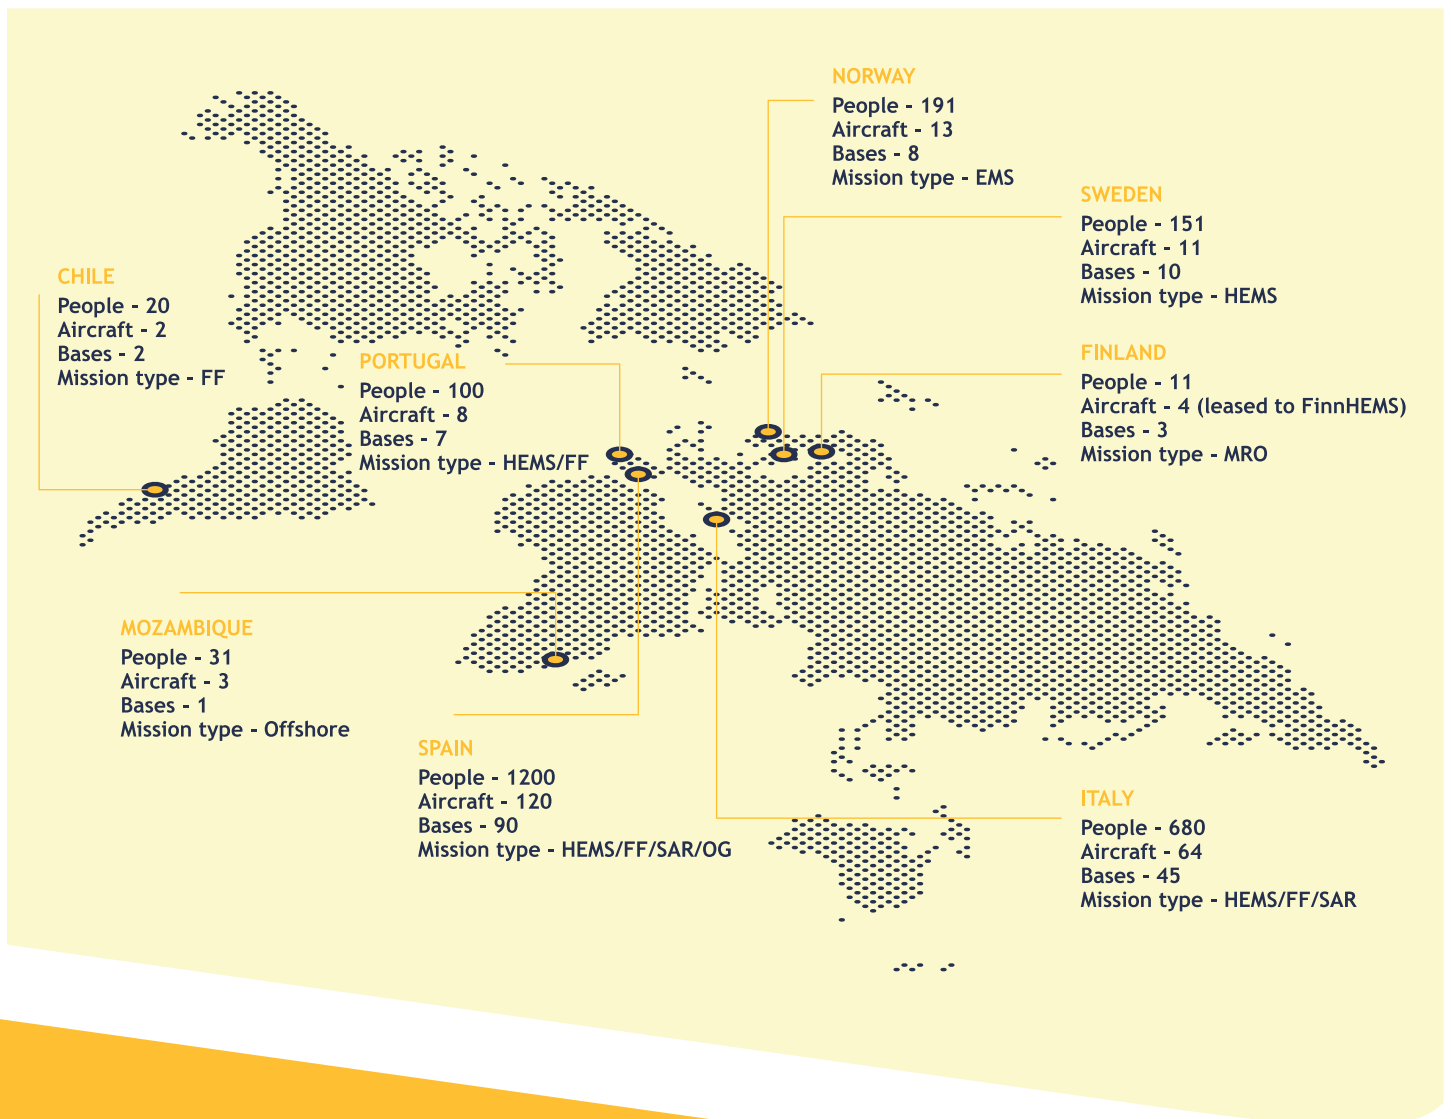 NORWAY
People - 191
Aircraft - 13
Bases - 8
Mission type - EMS
SWEDEN
People - 151
Aircraft - 11
Bases - 10
Mission type - HEMS
CHILE
People - 20
Aircraft - 2
Bases - 2
Mission type - FF
PORTUGAL
People - 100
Aircraft - 8
Bases - 7
Mission type - HEMS/FF
FINLAND
People - 11
Aircraft - 4 (leased to FinnHEMS)
Bases - 3
Mission type - MRO
MOZAMBIQUE
People - 31
Aircraft - 3
Bases - 1
Mission type - Offshore
SPAIN
People - 1200
Aircraft - 120
Bases - 90
Mission type - HEMS/FF/SAR/OG
ITALY
People - 680
Aircraft - 64
Bases - 45
Mission type - HEMS/FF/SAR